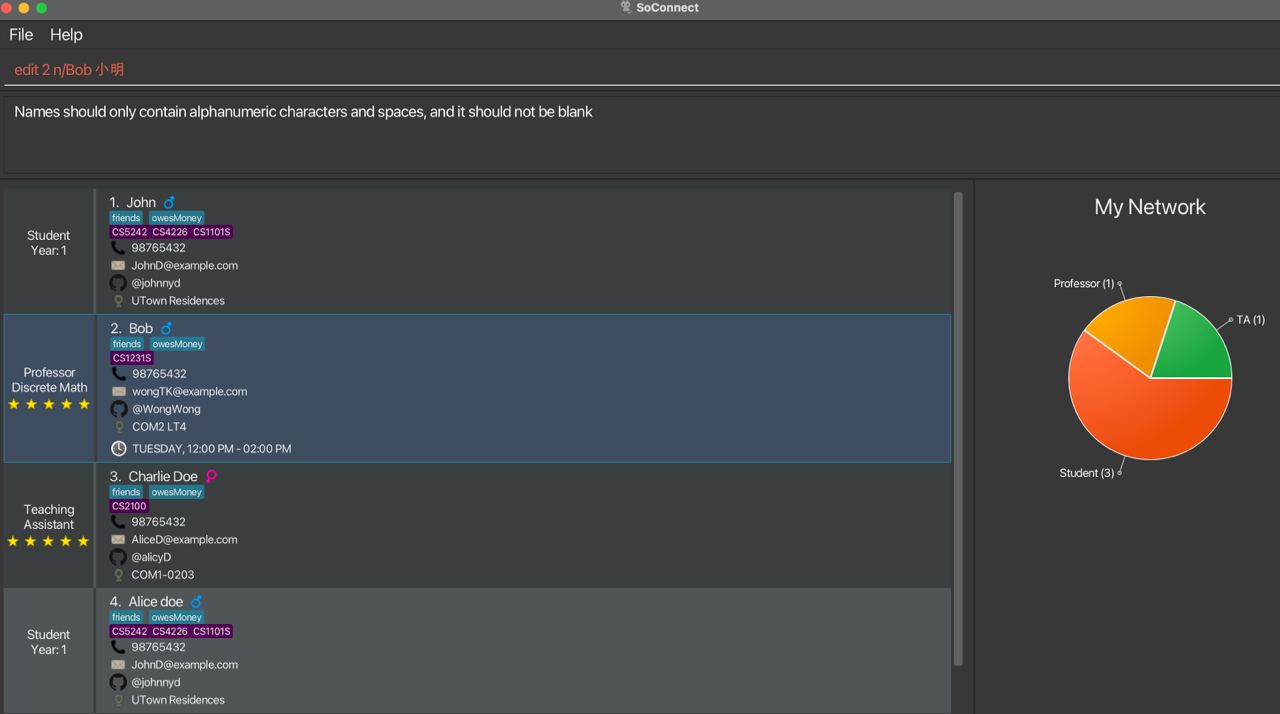 SoConnect
File Help
edit 2 n/Bob 小明
Names should only contain alphanumeric characters and spaces, and it should not be blank
Student
Year: 1
1. John
friends owesMoney
CS5242 CS4226 CS1101S
98765432
JohnD@example.com
@johnnyd
UTown Residences
Professor
Discrete Math
2. Bob
friends owesMoney
CS1231S
98765432
wongTK@example.com
@WongWong
COM2 LT4
TUESDAY, 12:00 PM - 02:00 PM
Teaching
Assistant
3. Charlie Doe
friends owesMoney
CS2100
98765432
AliceD@example.com
@alicyD
COM1-0203
Student
Year: 1
4. Alice doe
friends owesMoney
CS5242 CS4226 CS1101S
98765432
JohnD@example.com
@johnnyd
UTown Residences
My Network
Professor (1)
TA (1)
Student (3)